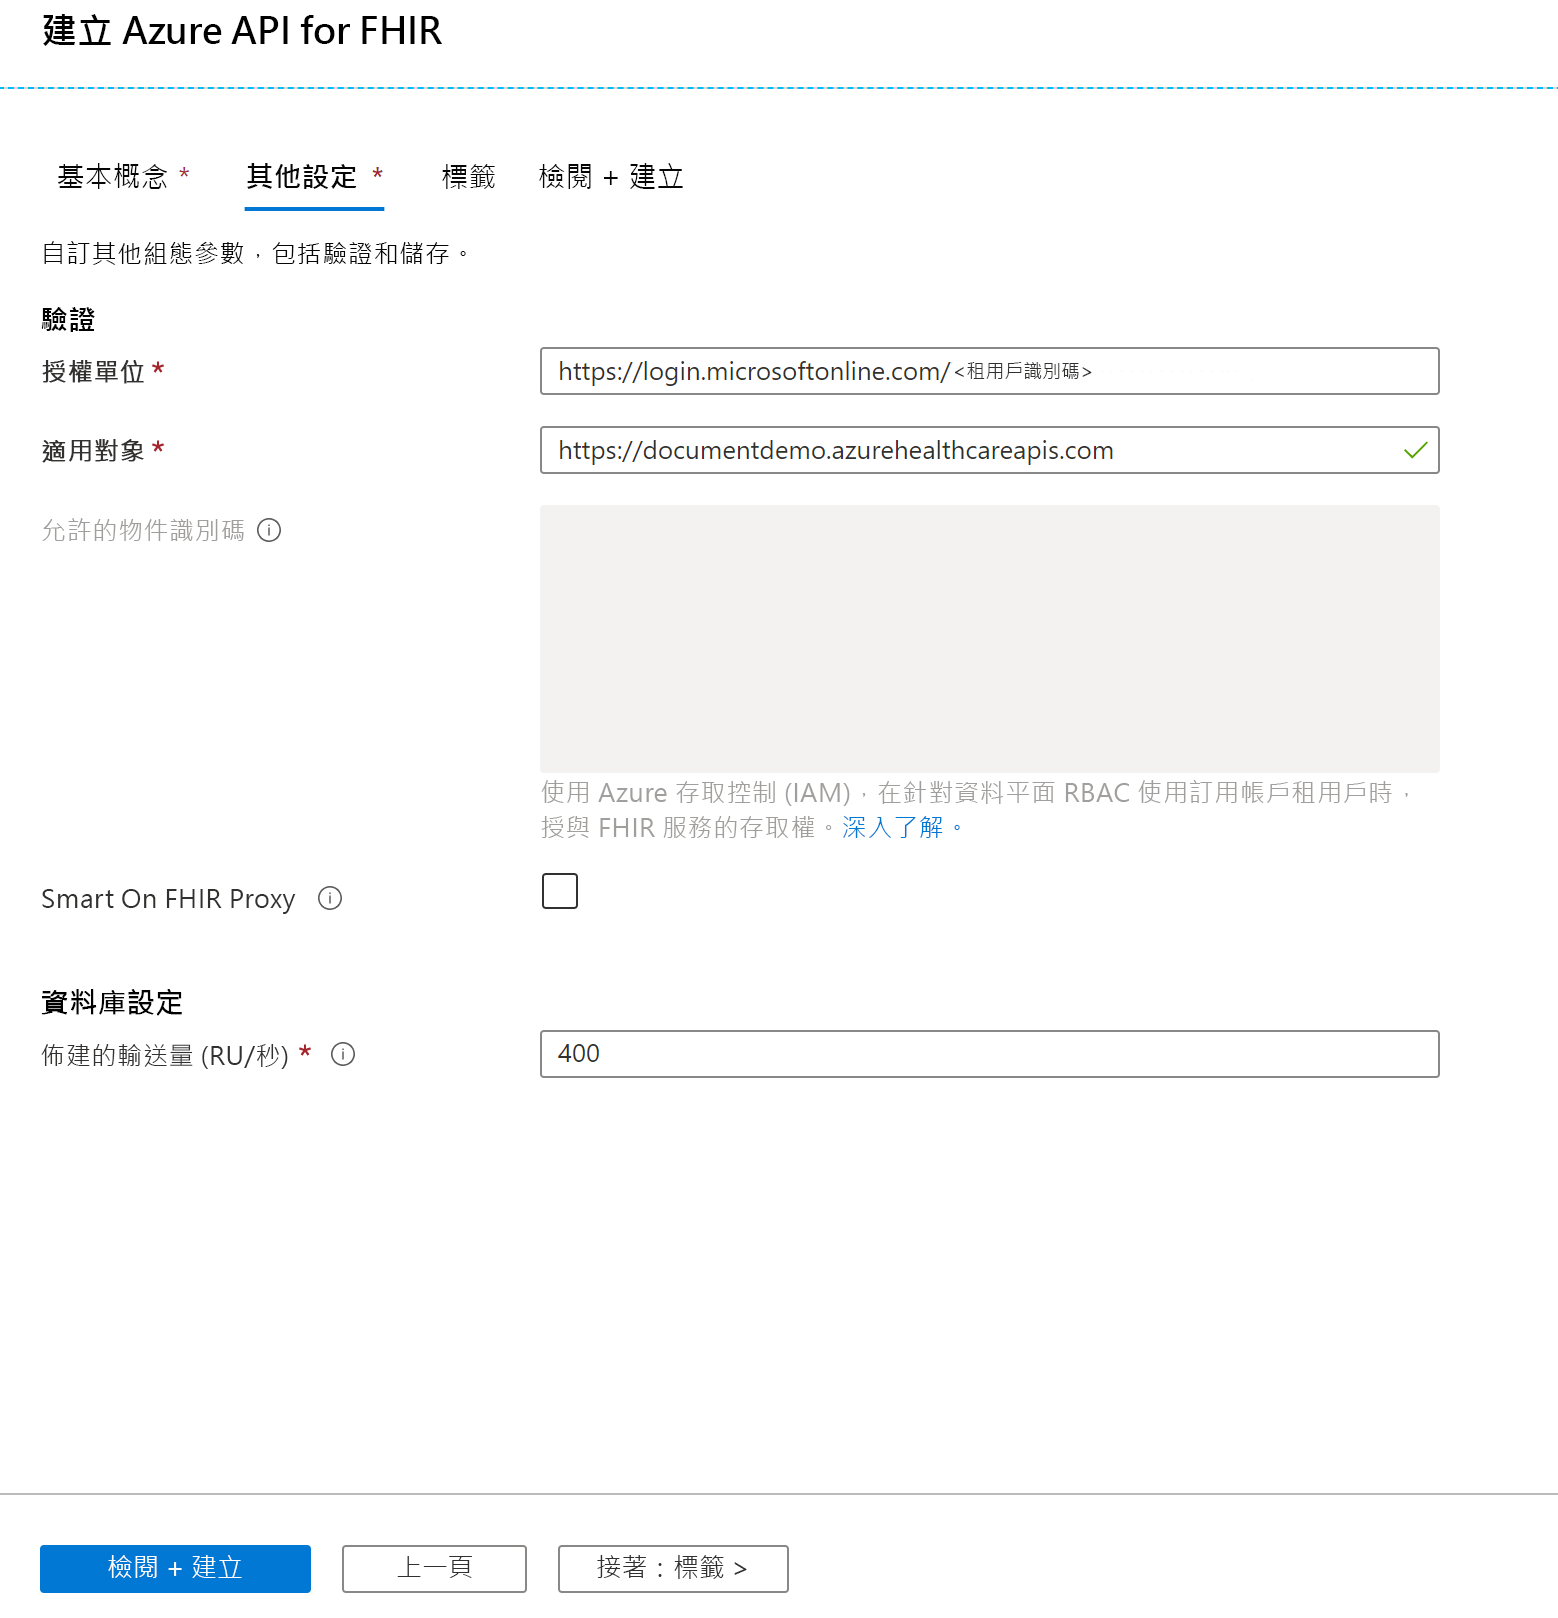 建立 Azure API for FHIR
基本概念 * 其他設定 * 標籤 檢閱 + 建立
自訂其他組態參數，包括驗證和儲存。
驗證
授權單位 * https://login.microsoftonline.com/<租用戶識別碼>
適用對象 * https://documentdemo.azurehealthcareapis.com
允許的物件識別碼
使用 Azure 存取控制 (IAM)，在針對資料平面 RBAC 使用訂用帳戶租用戶時，
授與 FHIR 服務的存取權。深入了解。
Smart On FHIR Proxy
資料庫設定
佈建的輸送量 (RU/秒) * 400
檢閱 + 建立 上一頁 接著：標籤 >